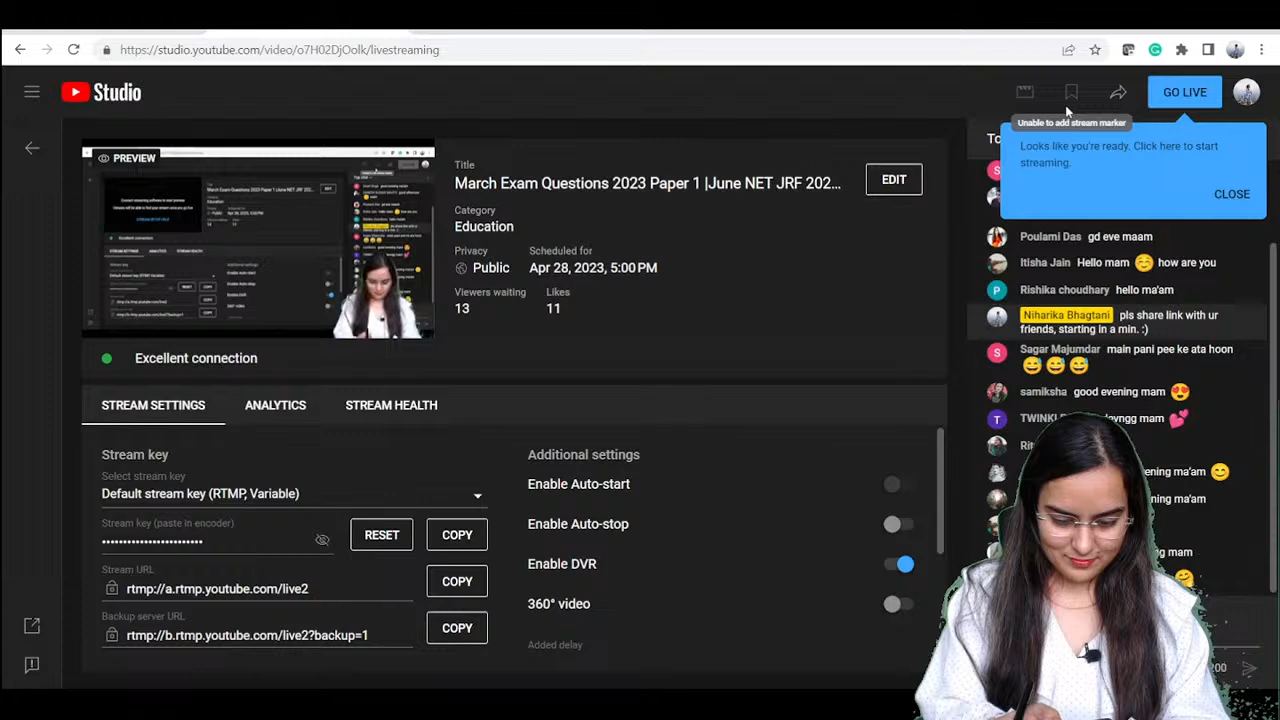 https://studio.youtube.com/video/o7H02DjOolk/livestreaming
Studio
GO LIVE
Unable to add stream marker
Looks like you're ready. Click here to start
streaming.
CLOSE
PREVIEW
Title
March Exam Questions 2023 Paper 1 |June NET JRF 202...
EDIT
Category
Education
Privacy
Scheduled for
Public
Apr 28, 2023, 5:00 PM
Viewers waiting
Likes
13
11
Excellent connection
STREAM SETTINGS
ANALYTICS
STREAM HEALTH
Stream key
Select stream key
Default stream key (RTMP, Variable)
Stream key (paste in encoder)
RESET
COPY
Stream URL
rtmp://a.rtmp.youtube.com/live2
COPY
Backup server URL
rtmp://b.rtmp.youtube.com/live2?backup=1
COPY
Additional settings
Enable Auto-start
Enable Auto-stop
Enable DVR
360° video
Added delay
Poulami Das gd eve maam
Itisha Jain Hello mam 😊 how are you
Rishika choudhary hello ma'am
Niharika Bhagtani pls share link with ur
friends, starting in a min. :)
Sagar Majumdar main pani pee ke ata hoon
😅 😅 😅
samiksha good evening mam 😍
mam 💕
ma'am 😊
ma'am
mam
200